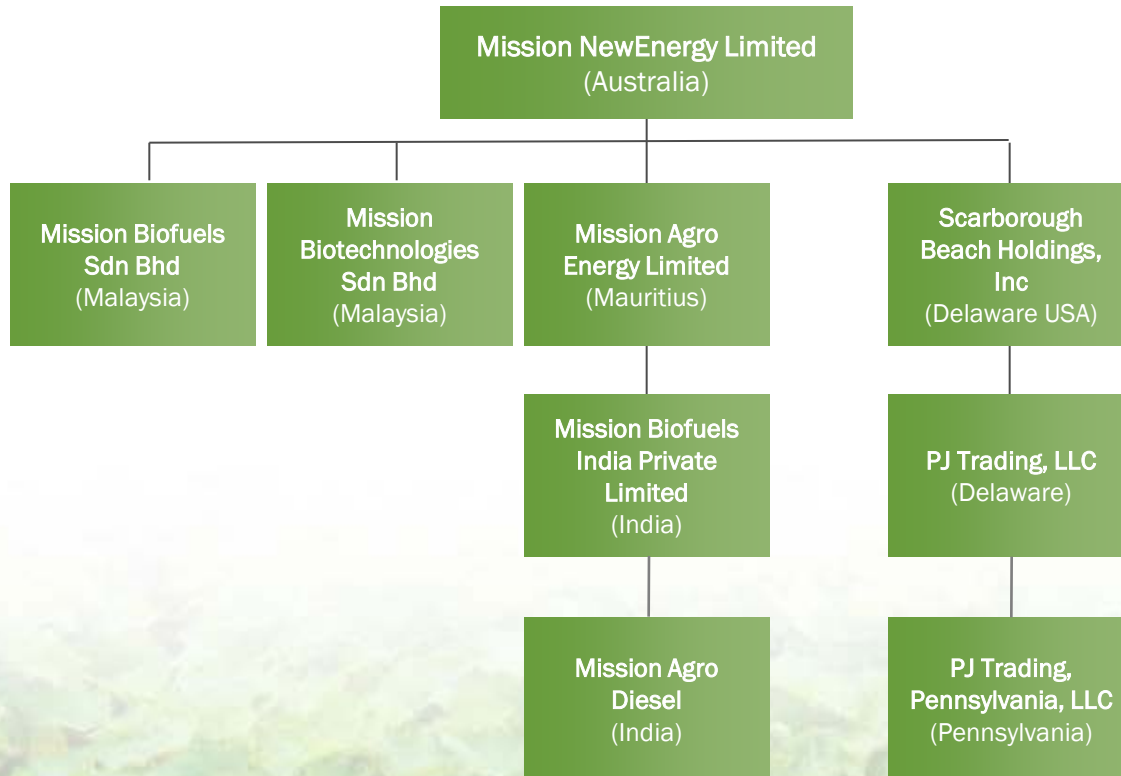 Mission NewEnergy Limited
(Australia)
Mission Biofuels
Sdn Bhd
(Malaysia)
Mission
Biotechnologies
Sdn Bhd
(Malaysia)
Mission Agro
Energy Limited
(Mauritius)
Scarborough
Beach Holdings,
Inc
(Delaware USA)
Mission Biofuels
India Private
Limited
(India)
PJ Trading, LLC
(Delaware)
Mission Agro
Diesel
(India)
PJ Trading,
Pennsylvania, LLC
(Pennsylvania)